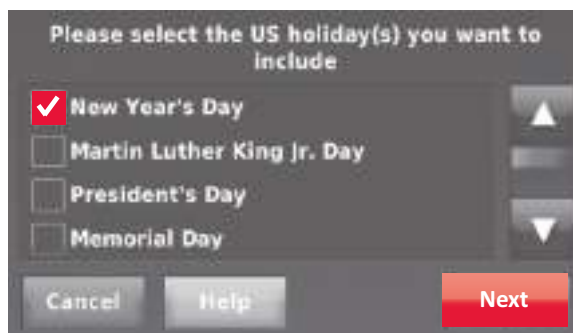 Please select the US holiday(s) you want to
include
New Year's Day
Martin Luther King Jr. Day
President's Day
Memorial Day
Cancel
Help
Next